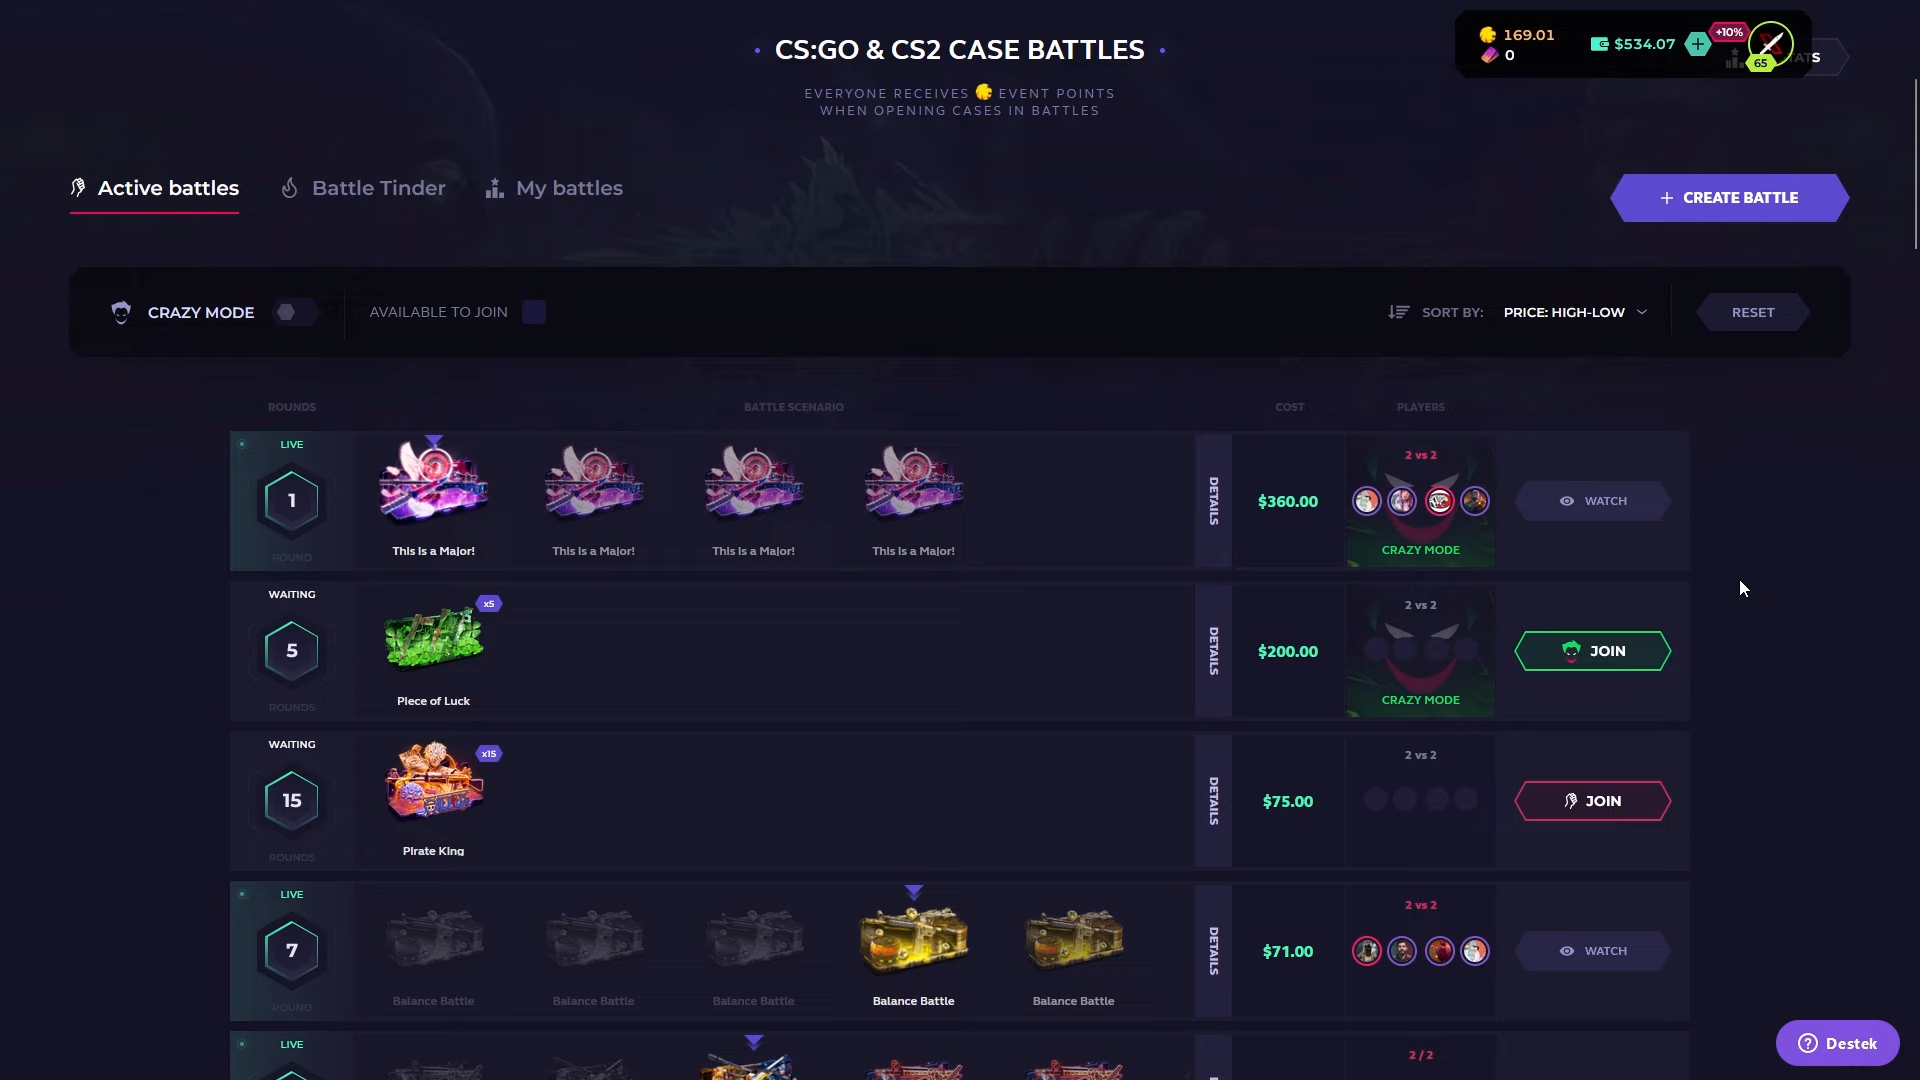 CS:GO & CS2 CASE BATTLES
169.01
0
$534.07
+10%
65
EVERYONE RECEIVES EVENT POINTS
WHEN OPENING CASES IN BATTLES
Active battles
Battle Tinder
My battles
+ CREATE BATTLE
CRAZY MODE
AVAILABLE TO JOIN
SORT BY:
PRICE: HIGH-LOW
RESET
ROUNDS
BATTLE SCENARIO
COST
PLAYERS
LIVE
1
ROUND
This is a Major!
This is a Major!
This is a Major!
This is a Major!
DETAILS
$360.00
2 vs 2
CRAZY MODE
WATCH
WAITING
5
ROUNDS
x5
Piece of Luck
DETAILS
$200.00
2 vs 2
CRAZY MODE
JOIN
WAITING
15
ROUNDS
x15
Pirate King
DETAILS
$75.00
2 vs 2
JOIN
LIVE
7
ROUND
Balance Battle
Balance Battle
Balance Battle
Balance Battle
Balance Battle
DETAILS
$71.00
2 vs 2
WATCH
LIVE
2 / 2
Destek